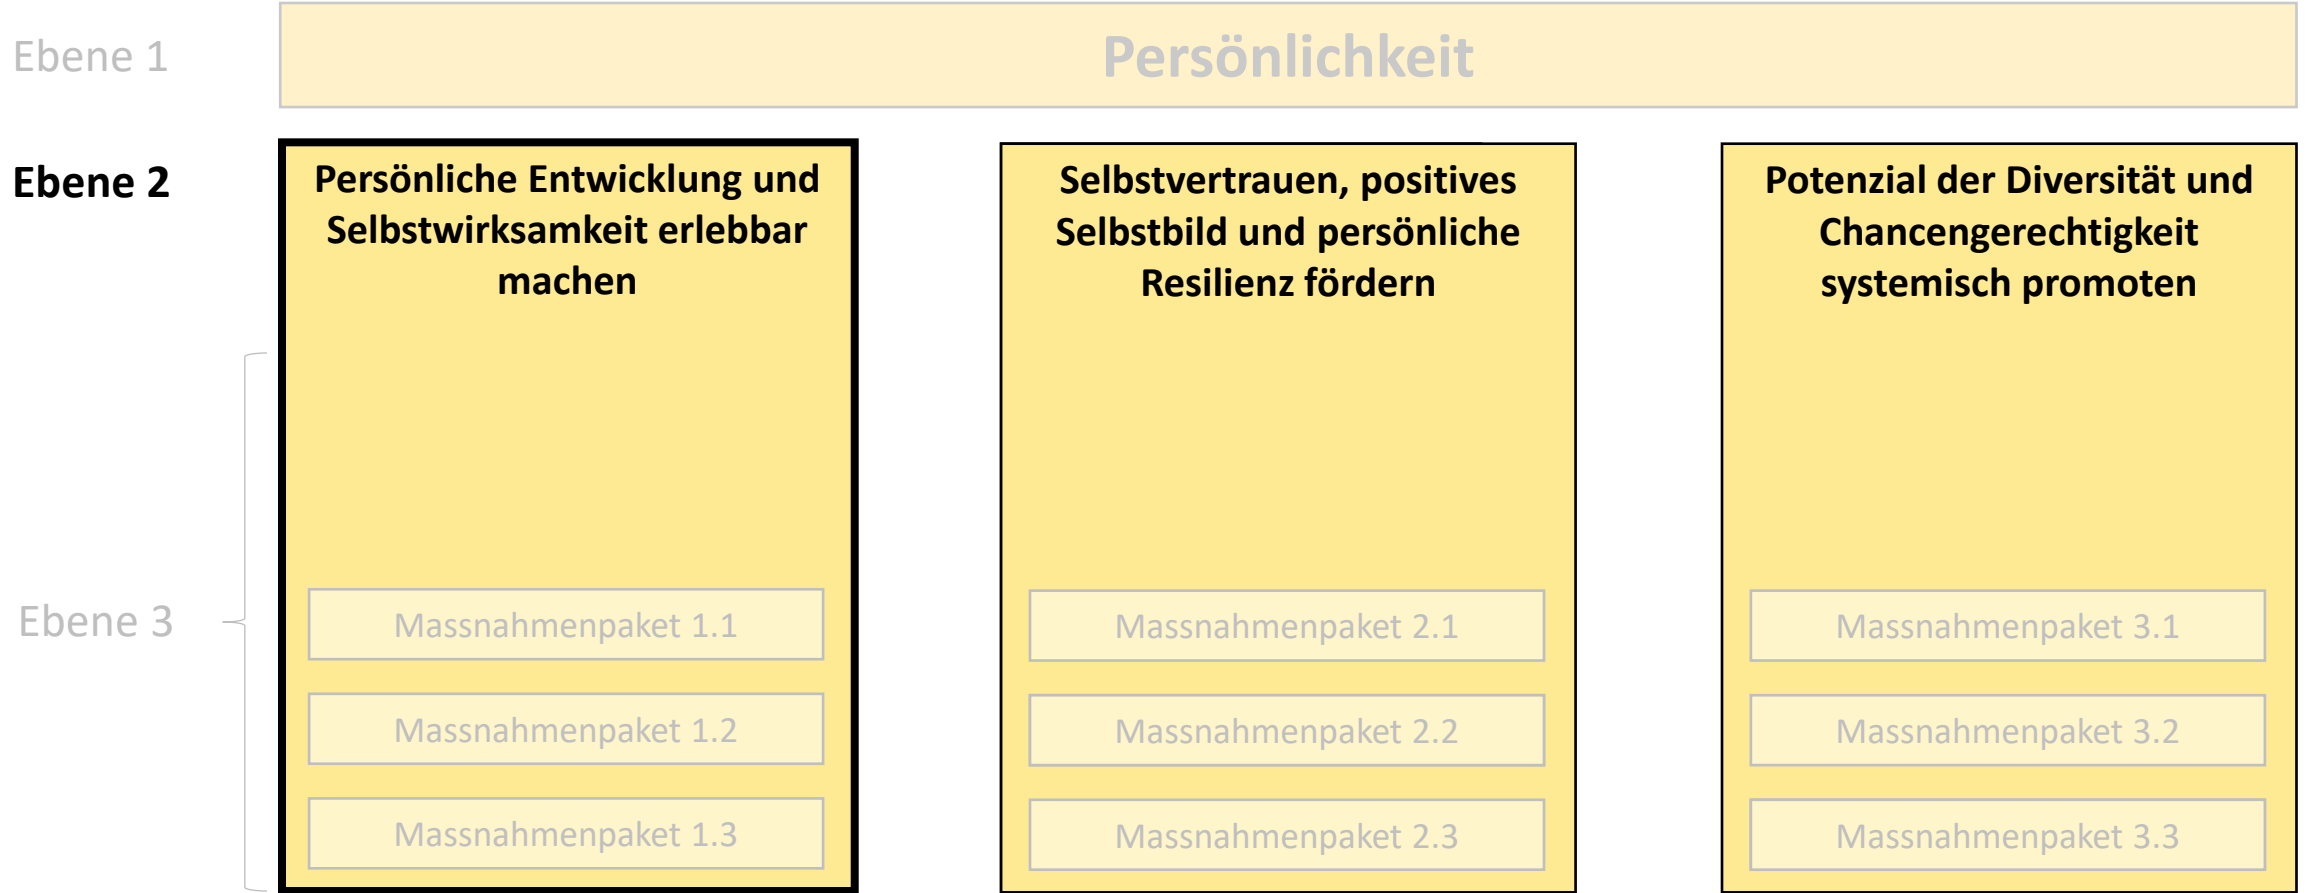 Ebene 1
Persönlichkeit
Ebene 2
Persönliche Entwicklung und
Selbstwirksamkeit erlebbar
machen
Selbstvertrauen, positives
Selbstbild und persönliche
Resilienz fördern
Potenzial der Diversität und
Chancengerechtigkeit
systemisch promoten
Ebene 3
Massnahmenpaket 1.1
Massnahmenpaket 1.2
Massnahmenpaket 1.3
Massnahmenpaket 2.1
Massnahmenpaket 2.2
Massnahmenpaket 2.3
Massnahmenpaket 3.1
Massnahmenpaket 3.2
Massnahmenpaket 3.3